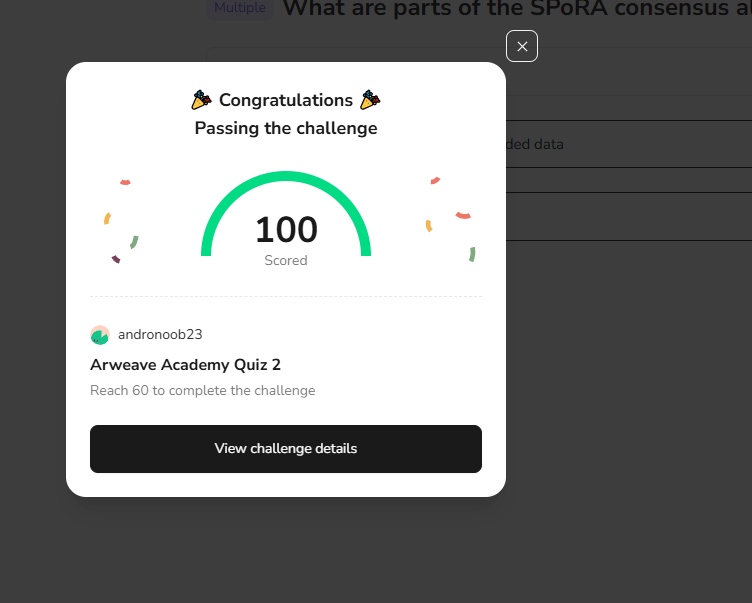 Multiple What are parts of the SPoRA consensus al
Congratulations
Passing the challenge
ded data
100
Scored
andronoob23
Arweave Academy Quiz 2
Reach 60 to complete the challenge
View challenge details